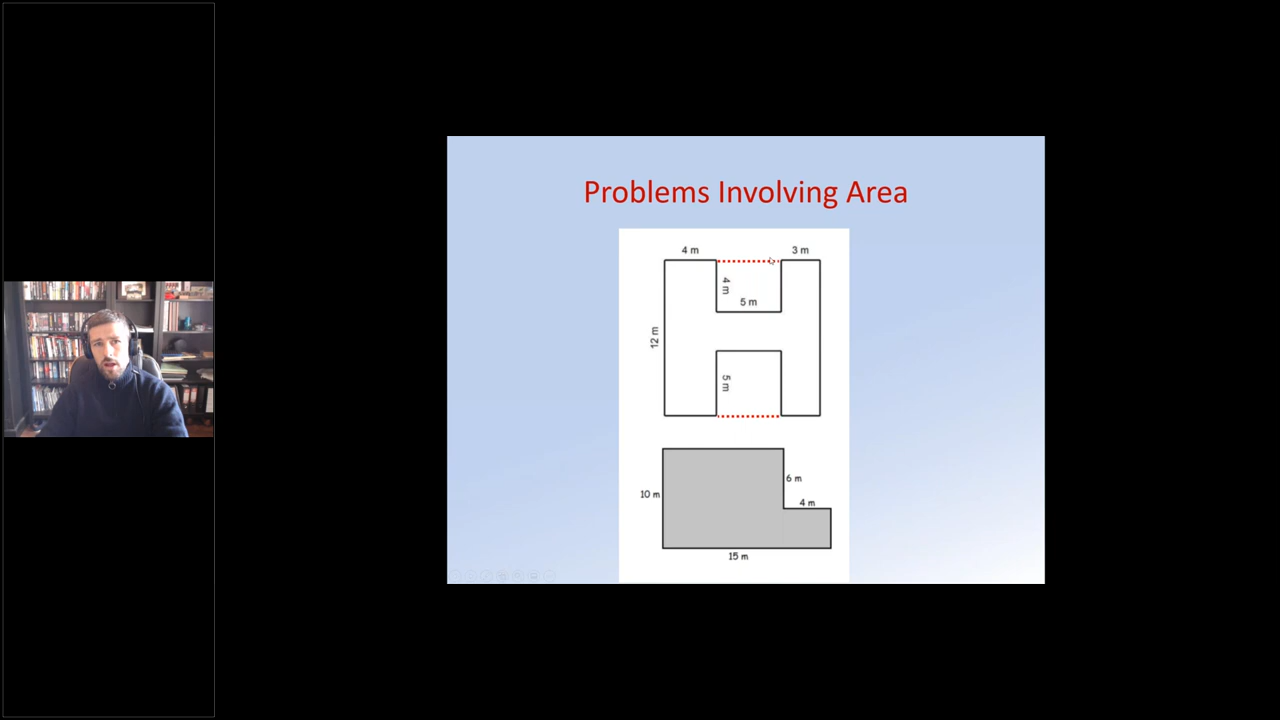 Problems Involving Area
4 m
3 m
4 m
5 m
12 m
5 m
6 m
10 m
4 m
15 m